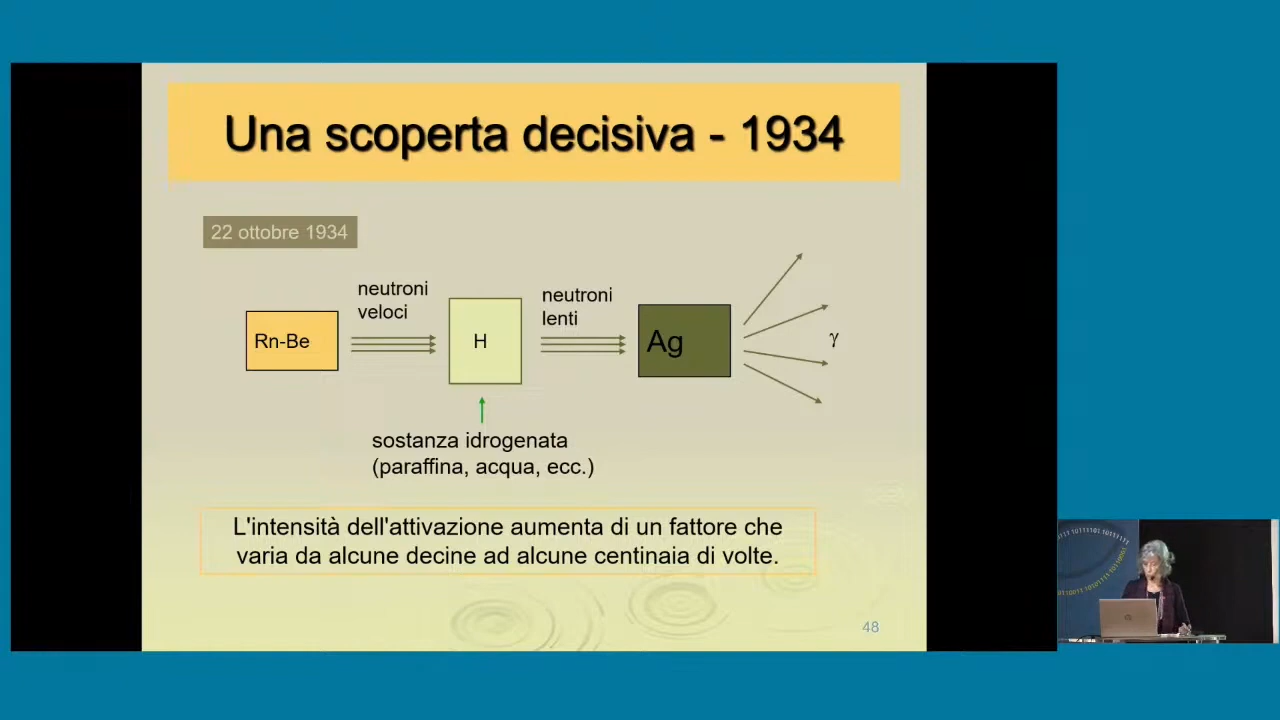 Una scoperta decisiva - 1934
22 ottobre 1934
neutroni
veloci
neutroni
lenti
Rn-Be
H
Ag
γ
sostanza idrogenata
(paraffina, acqua, ecc.)
L'intensità dell'attivazione aumenta di un fattore che
varia da alcune decine ad alcune centinaia di volte.
48